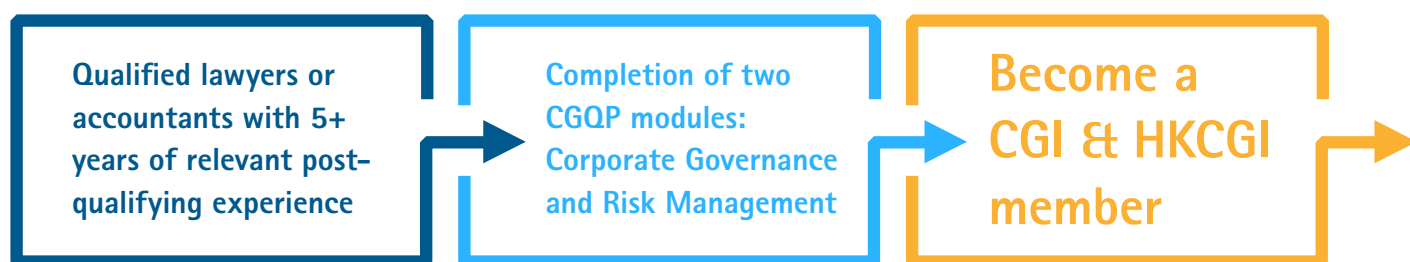 Qualified lawyers or
accountants with 5+
years of relevant post-
qualifying experience
Completion of two
CGQP modules:
Corporate Governance
and Risk Management
Become a
CGI & HKCGI
member